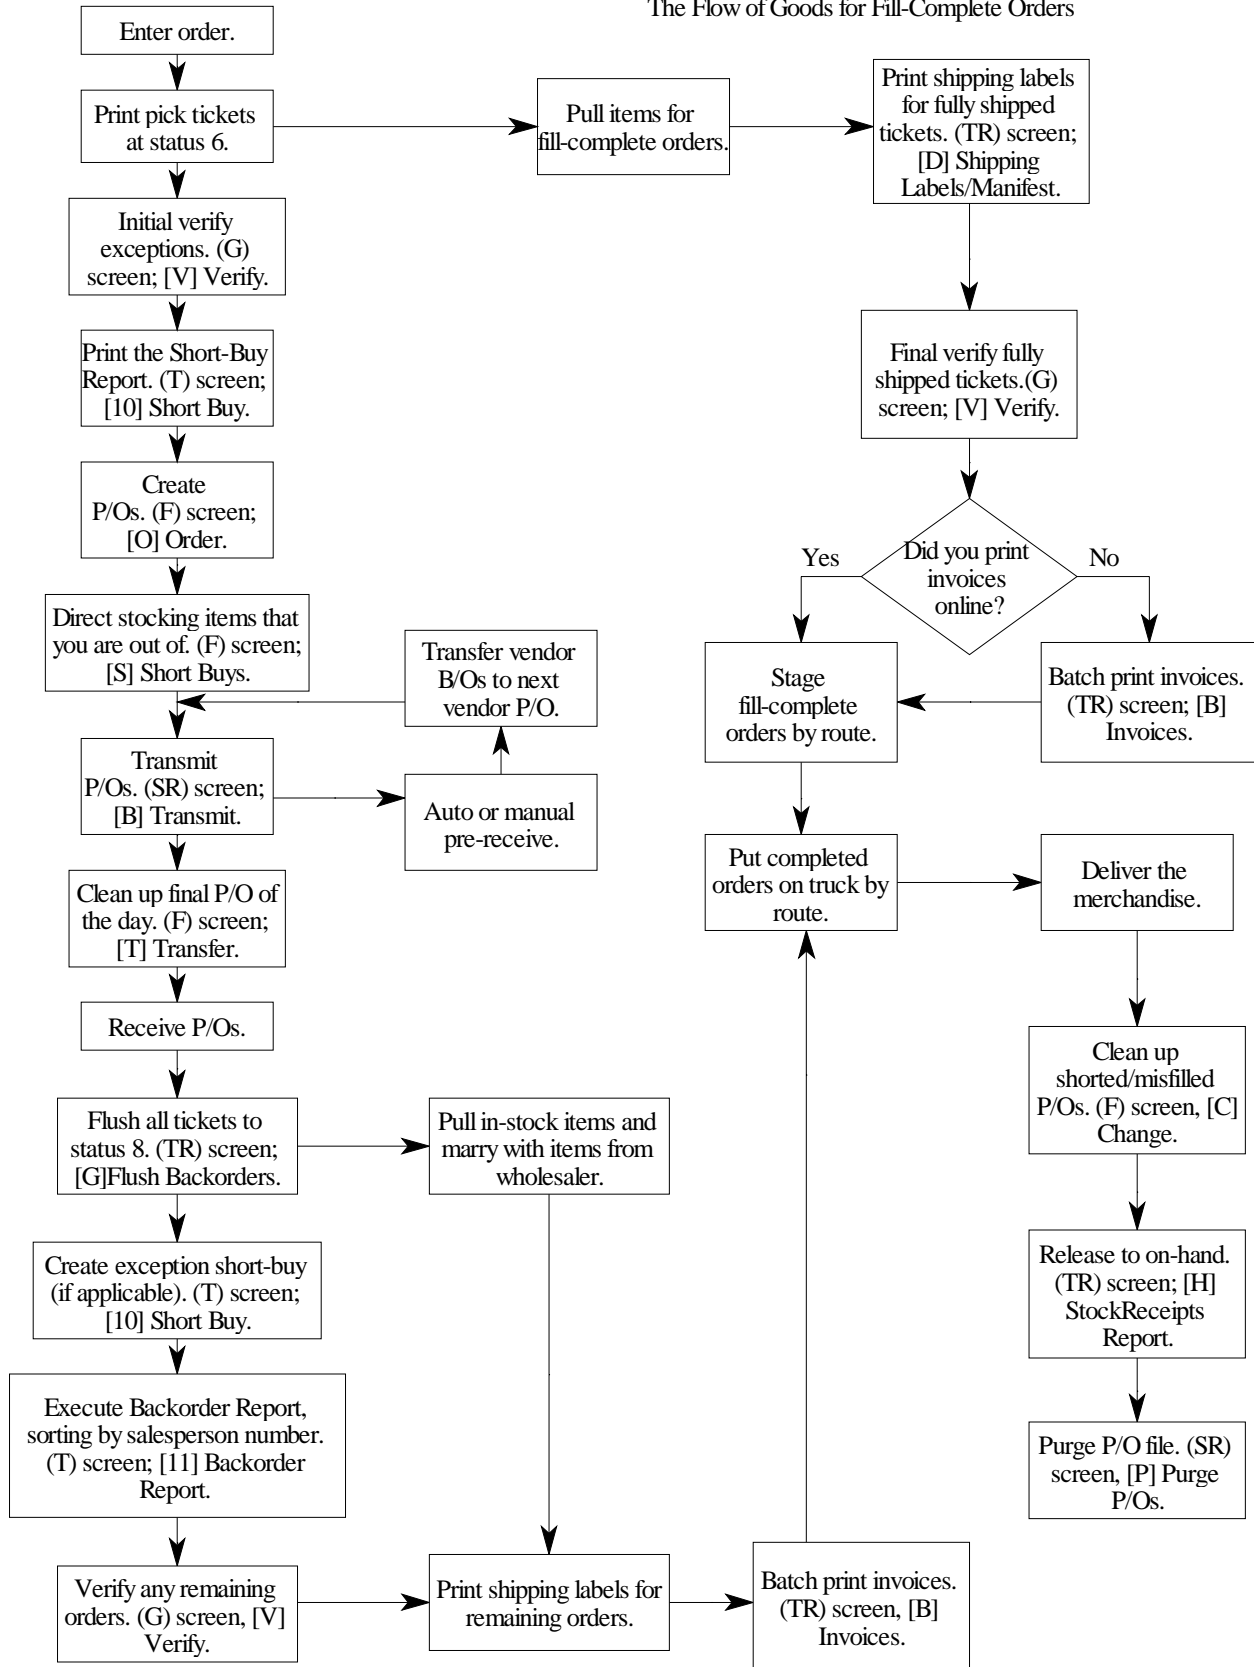 The Flow of Goods for Fill-Complete Orders
Enter order.
Print pick tickets
at status 6.
Pull items for
fill-complete orders.
Print shipping labels
for fully shipped
tickets. (TR) screen;
[D] Shipping
Labels/Manifest.
Initial verify
exceptions. (G)
screen; [V] Verify.
Print the Short-Buy
Report. (T) screen;
[10] Short Buy.
Final verify fully
shipped tickets.(G)
screen; [V] Verify.
Create
P/Os. (F) screen;
[O] Order.
Yes
Did you print
invoices
online?
No
Direct stocking items that
you are out of. (F) screen;
[S] Short Buys.
Transfer vendor
B/Os to next
vendor P/O.
Stage
fill-complete
orders by route.
Batch print invoices.
(TR) screen; [B]
Invoices.
Transmit
P/Os. (SR) screen;
[B] Transmit.
Auto or manual
pre-receive.
Put completed
orders on truck by
route.
Deliver the
merchandise.
Clean up final P/O of
the day. (F) screen;
[T] Transfer.
Receive P/Os.
Clean up
shorted/misfilled
P/Os. (F) screen, [C]
Change.
Flush all tickets to
status 8. (TR) screen;
[G]Flush Backorders.
Pull in-stock items and
marry with items from
wholesaler.
Create exception short-buy
(if applicable). (T) screen;
[10] Short Buy.
Release to on-hand.
(TR) screen; [H]
StockReceipts
Report.
Execute Backorder Report,
sorting by salesperson number.
(T) screen; [11] Backorder
Report.
Purge P/O file. (SR)
screen, [P] Purge
P/Os.
Verify any remaining
orders. (G) screen, [V]
Verify.
Print shipping labels for
remaining orders.
Batch print invoices.
(TR) screen, [B]
Invoices.